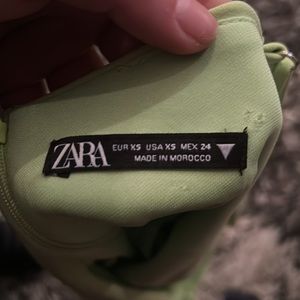 ZARA
EUR XS USA XS MEX 24
MADE IN MOROCCO